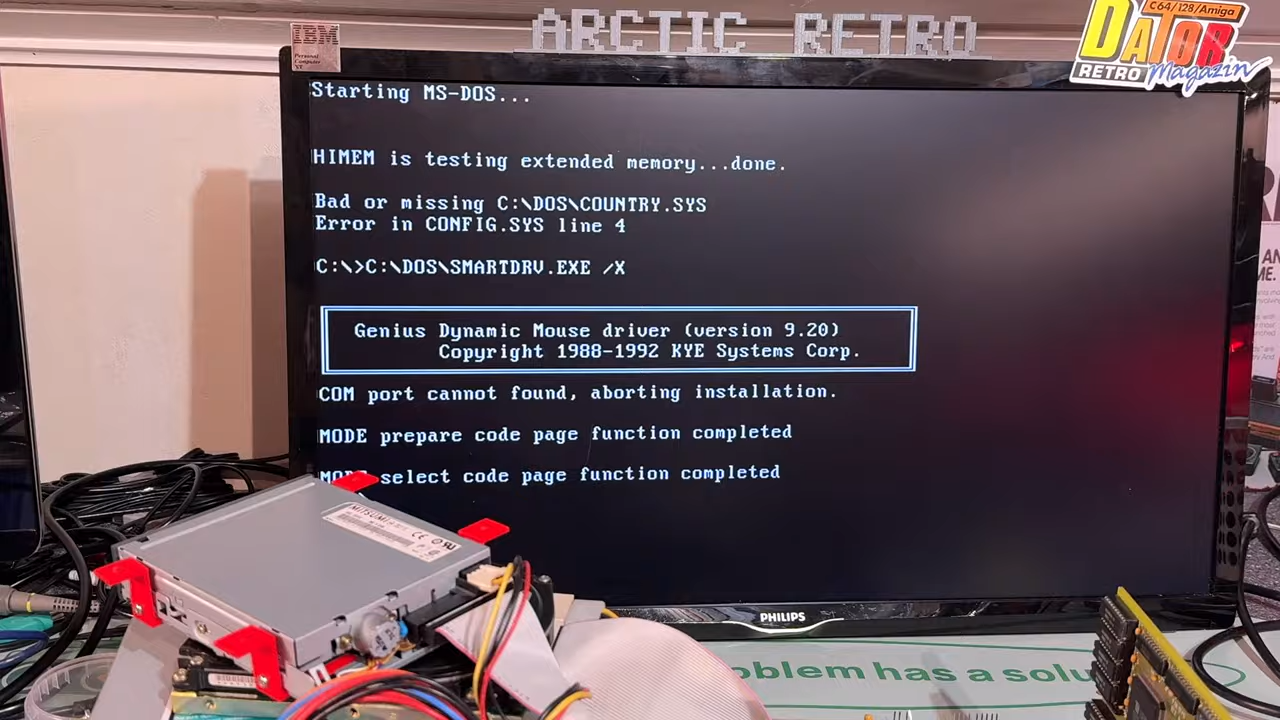 ARCTIC RETRO
IBM
Personal
Computer
XT
C64/128/Amiga
DATOR
RETRO Magazin
Starting MS-DOS...
HIMEM is testing extended memory...done.
Bad or missing C:\DOS\COUNTRY.SYS
Error in CONFIG.SYS line 4
C:\>C:\DOS\SMARTDRV.EXE /X
Genius Dynamic Mouse driver (version 9.20)
Copyright 1988-1992 KYE Systems Corp.
COM port cannot found, aborting installation.
MODE prepare code page function completed
select code page function completed
MITSUMI
PHILIPS
oblem has a solu